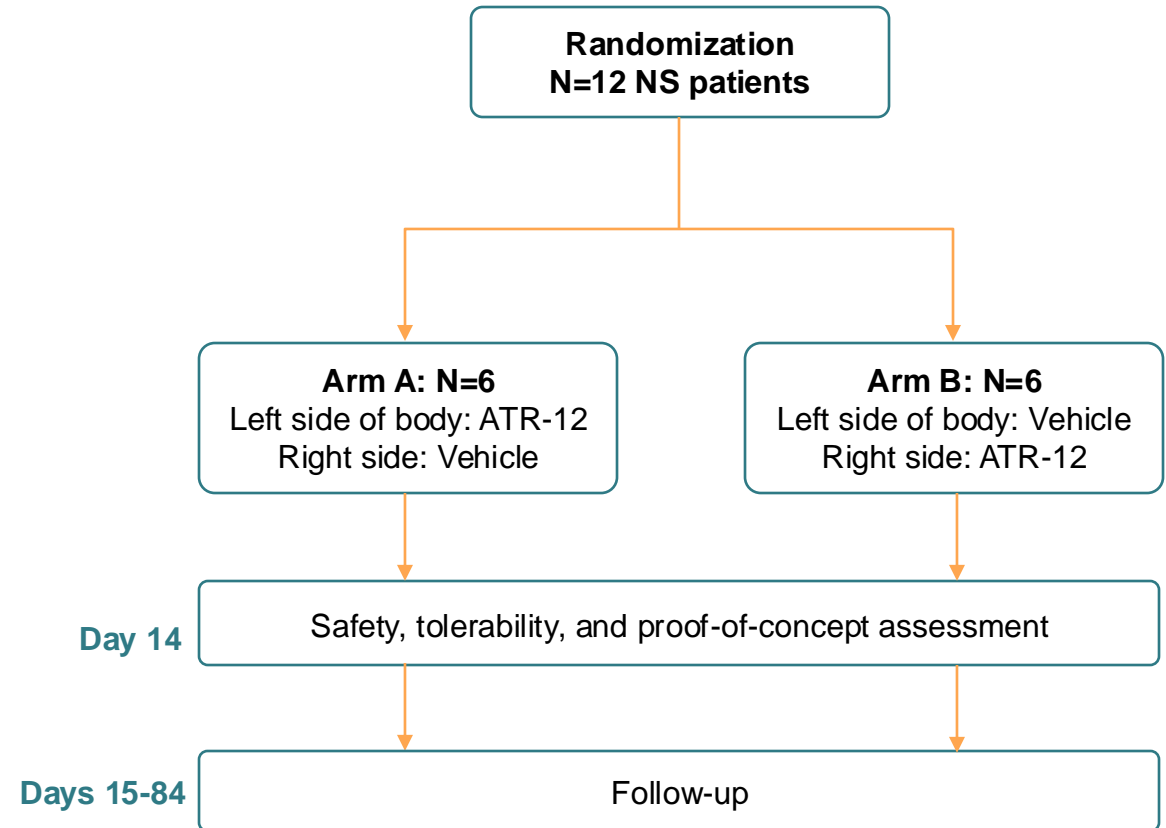 Randomization
N=12 NS patients
Arm A: N=6
Left side of body: ATR-12
Right side: Vehicle
Arm B: N=6
Left side of body: Vehicle
Right side: ATR-12
Day 14
Safety, tolerability, and proof-of-concept assessment
Days 15-84
Follow-up